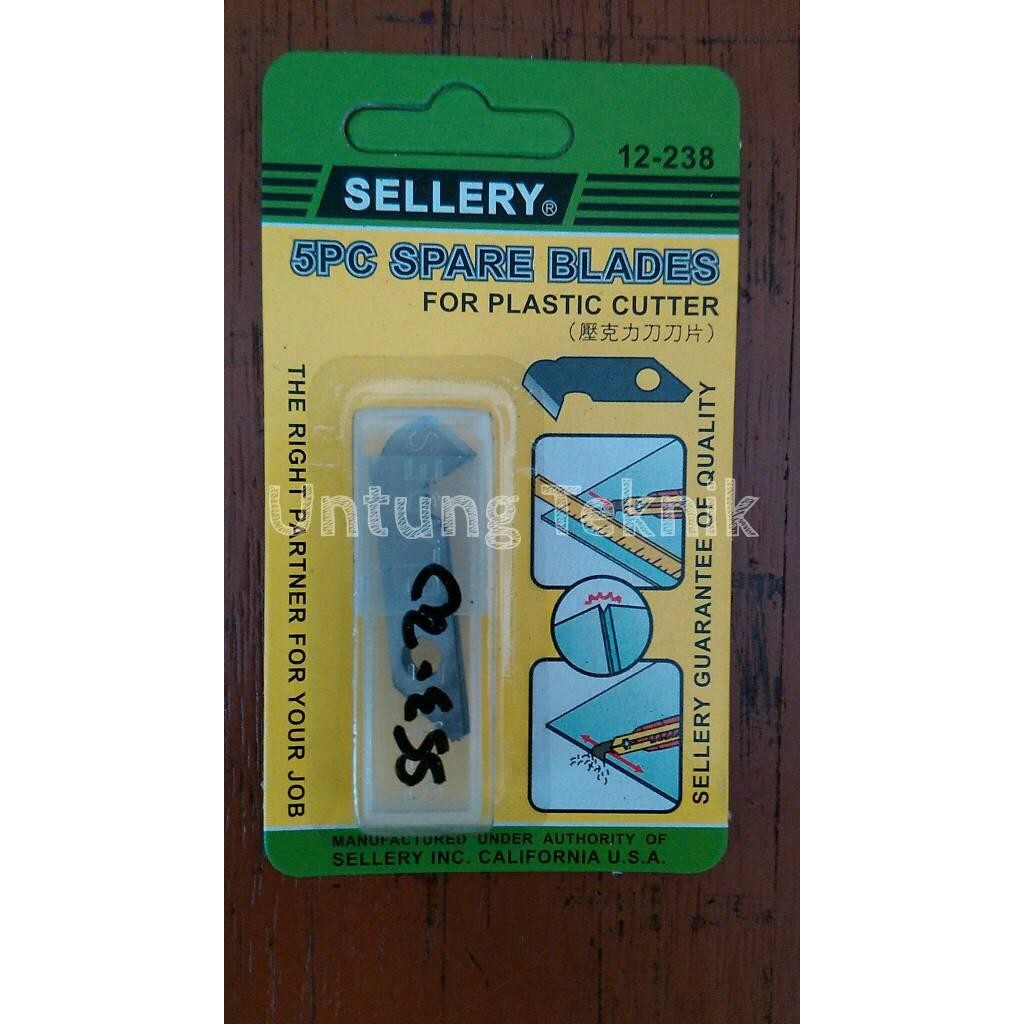 12-238
SELLERY®
5PC SPARE BLADES
FOR PLASTIC CUTTER
(壓克力刀刀片)
THE RIGHT PARTNER FOR YOUR JOB
SELLERY GUARANTEE OF QUALITY
Untung Teknik
MANUFACTURED UNDER AUTHORITY OF
SELLERY INC. CALIFORNIA U.S.A.